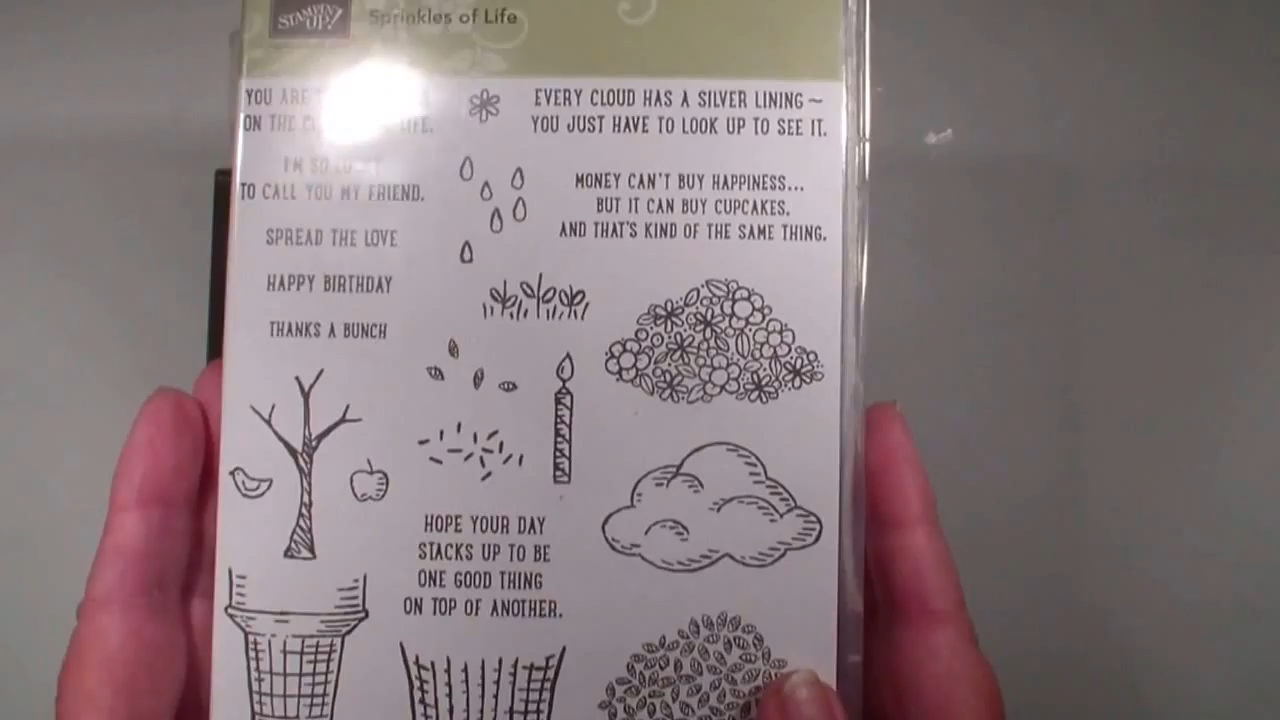 STAMPIN' UP!
Sprinkles of Life
YOU ARE
ON THE LIFE.
I'M SO
TO CALL YOU MY FRIEND.
SPREAD THE LOVE
HAPPY BIRTHDAY
THANKS A BUNCH
EVERY CLOUD HAS A SILVER LINING ~
YOU JUST HAVE TO LOOK UP TO SEE IT.
MONEY CAN'T BUY HAPPINESS...
BUT IT CAN BUY CUPCAKES.
AND THAT'S KIND OF THE SAME THING.
HOPE YOUR DAY
STACKS UP TO BE
ONE GOOD THING
ON TOP OF ANOTHER.